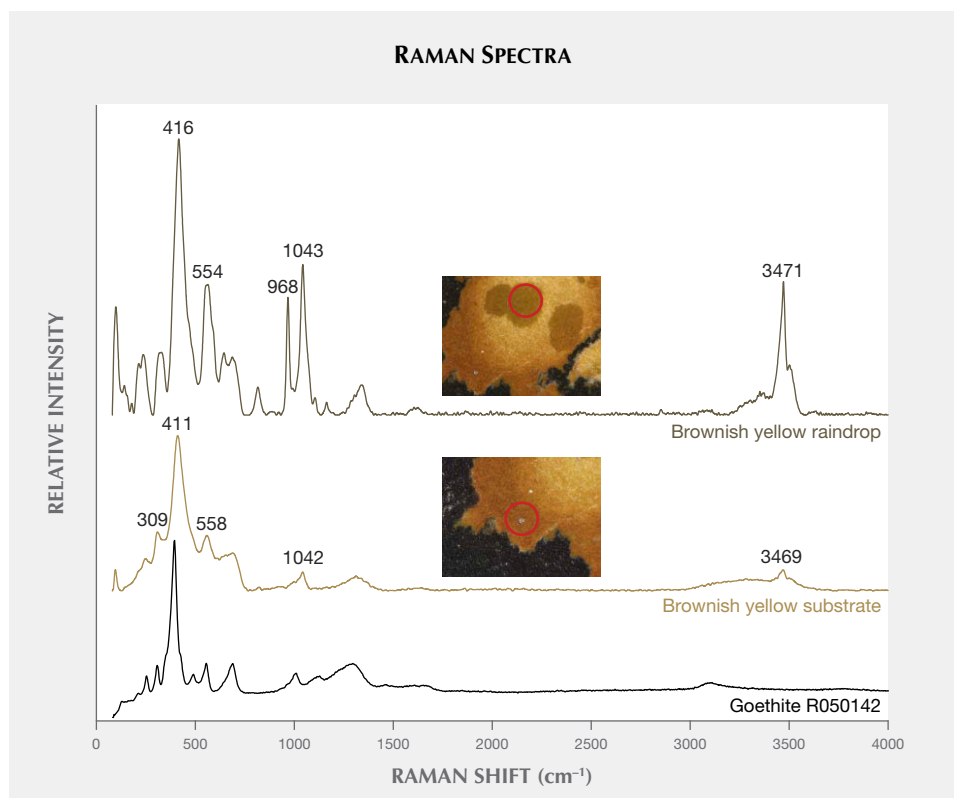 RAMAN SPECTRA
416
554
968
1043
3471
Brownish yellow raindrop
411
309
558
1042
3469
Brownish yellow substrate
Goethite R050142
RELATIVE INTENSITY
0 500 1000 1500 2000 2500 3000 3500 4000
RAMAN SHIFT (cm⁻¹)